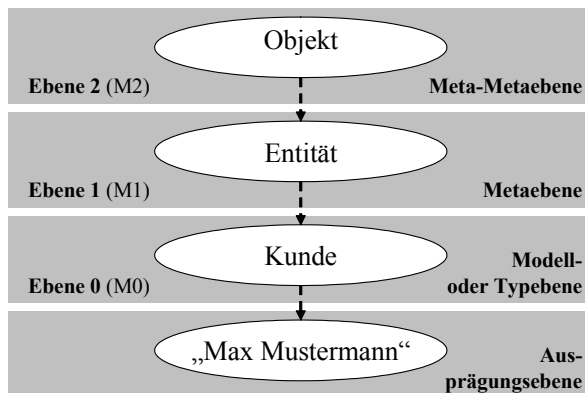 Objekt
Ebene 2 (M2)
Meta-Metaebene
Entität
Ebene 1 (M1)
Metaebene
Kunde
Ebene 0 (M0)
Modell-
oder Typebene
„Max Mustermann“
Aus-
prägungsebene